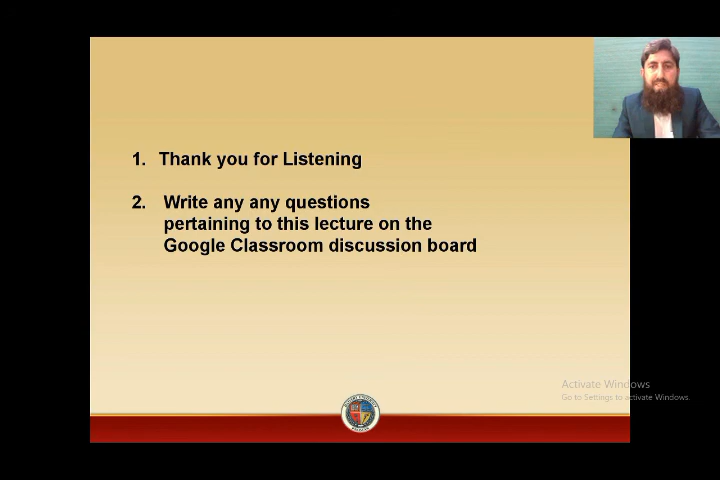 1. Thank you for Listening
2. Write any any questions
pertaining to this lecture on the
Google Classroom discussion board
Activate Windows
Go to Settings to activate Windows.